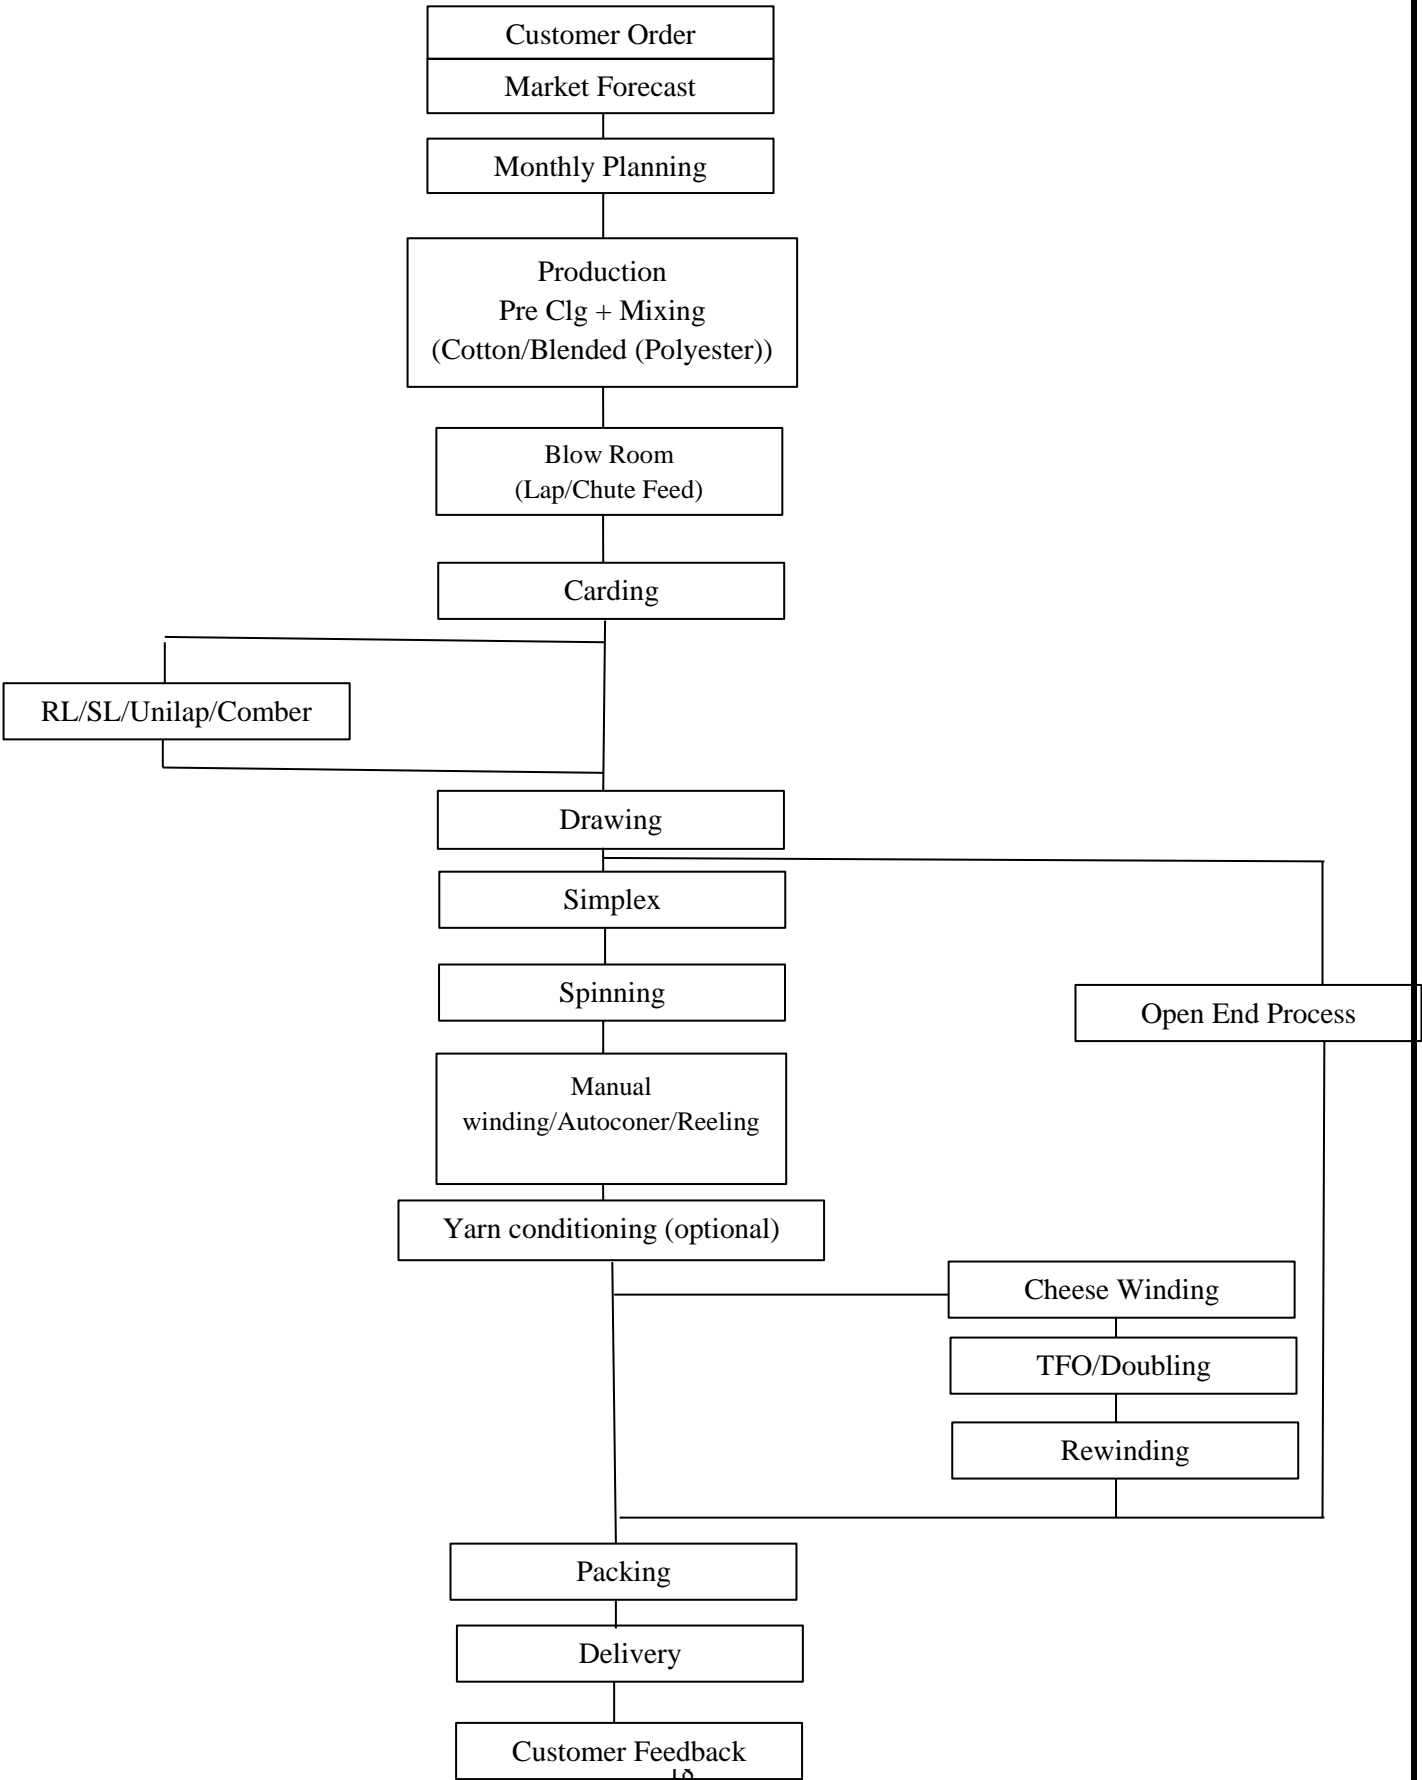 Customer Order
Market Forecast
Monthly Planning
Production
Pre Clg + Mixing
(Cotton/Blended (Polyester))
Blow Room
(Lap/Chute Feed)
Carding
RL/SL/Unilap/Comber
Drawing
Simplex
Spinning
Open End Process
Manual
winding/Autoconer/Reeling
Yarn conditioning (optional)
Cheese Winding
TFO/Doubling
Rewinding
Packing
Delivery
Customer Feedback